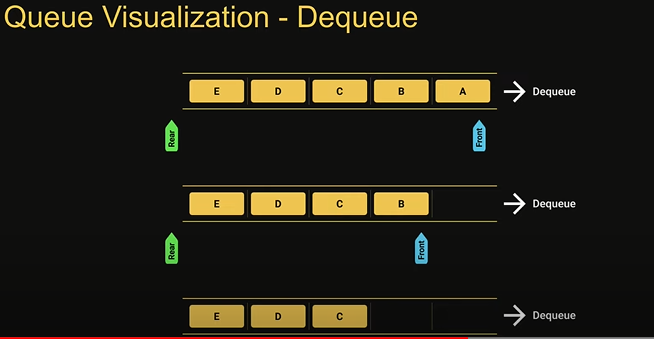 Queue Visualization - Dequeue
E D C B A Dequeue
Rear Front
E D C B Dequeue
Rear Front
E D C Dequeue